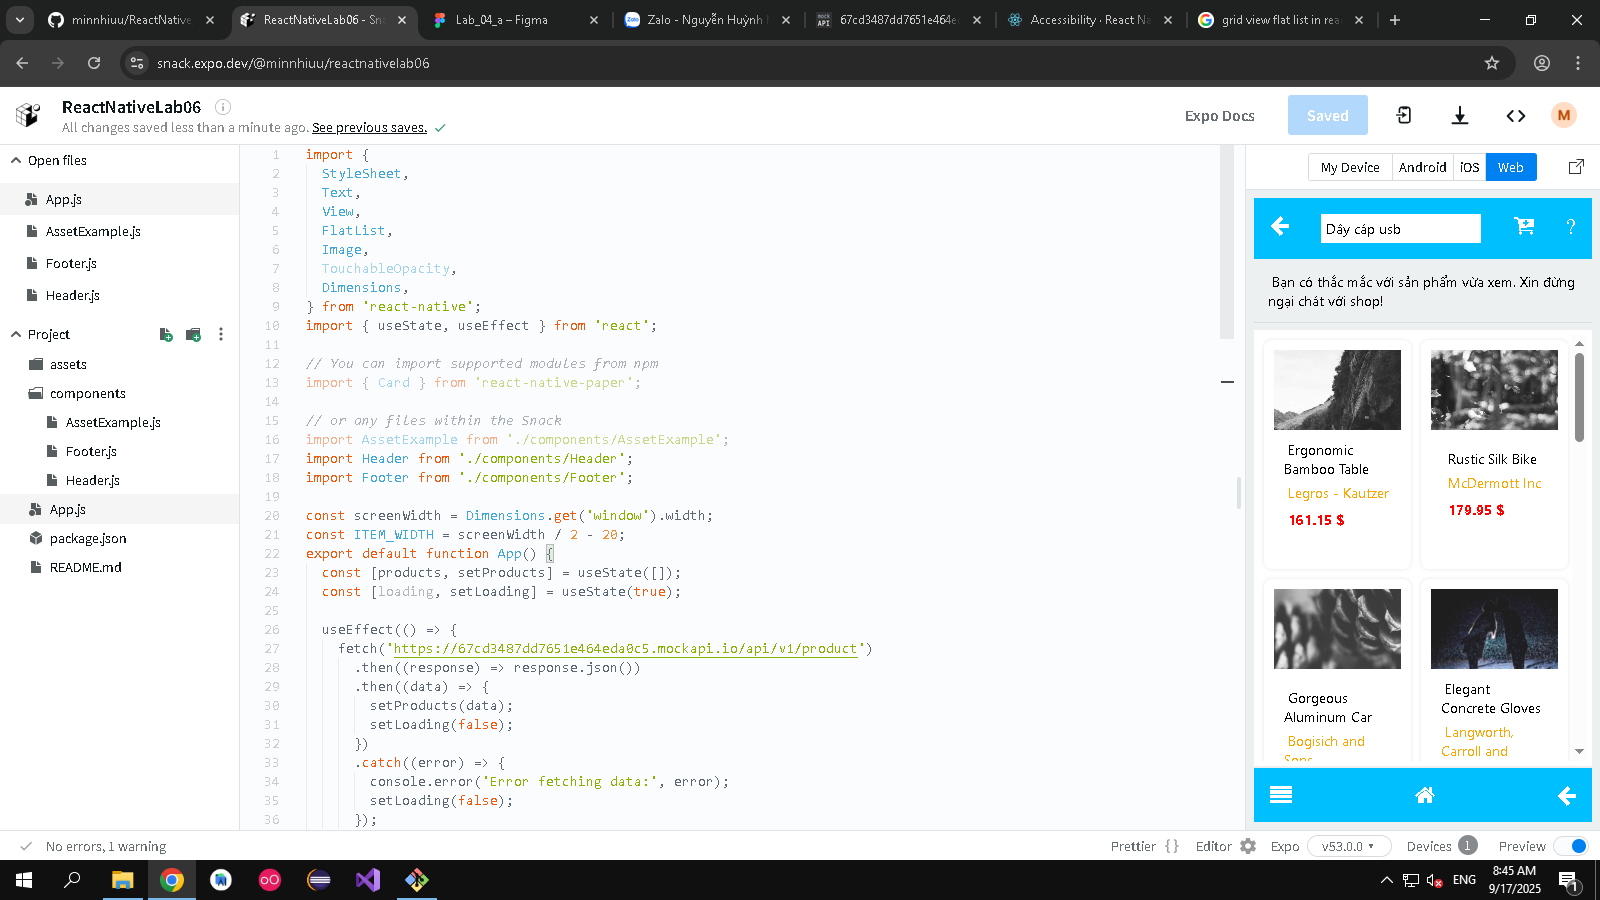 minnhiuu/ReactNative
ReactNativeLab06 - Sna
Lab_04_a – Figma
Zalo - Nguyễn Huỳnh
67cd3487dd7651e464e
Accessibility · React Na
grid view flat list in rea
snack.expo.dev/@minnhiuu/reactnativelab06
ReactNativeLab06
All changes saved less than a minute ago. See previous saves.
Expo Docs
Saved
M
Open files
App.js
AssetExample.js
Footer.js
Header.js
Project
assets
components
AssetExample.js
Footer.js
Header.js
App.js
package.json
README.md
1 import {
2 StyleSheet,
3 Text,
4 View,
5 FlatList,
6 Image,
7 TouchableOpacity,
8 Dimensions,
9 } from 'react-native';
10 import { useState, useEffect } from 'react';
11
12 // You can import supported modules from npm
13 import { Card } from 'react-native-paper';
14
15 // or any files within the Snack
16 import AssetExample from './components/AssetExample';
17 import Header from './components/Header';
18 import Footer from './components/Footer';
19
20 const screenWidth = Dimensions.get('window').width;
21 const ITEM_WIDTH = screenWidth / 2 - 20;
22 export default function App() {
23 const [products, setProducts] = useState([]);
24 const [loading, setLoading] = useState(true);
25
26 useEffect(() => {
27 fetch('https://67cd3487dd7651e464eda0c5.mockapi.io/api/v1/product')
28 .then((response) => response.json())
29 .then((data) => {
30 setProducts(data);
31 setLoading(false);
32 })
33 .catch((error) => {
34 console.error('Error fetching data:', error);
35 setLoading(false);
36 });
My Device
Android
iOS
Web
Dây cáp usb
?
Bạn có thắc mắc với sản phẩm vừa xem. Xin đừng
ngại chát với shop!
Ergonomic
Bamboo Table
Legros - Kautzer
161.15 $
Rustic Silk Bike
McDermott Inc
179.95 $
Gorgeous
Aluminum Car
Bogisich and
Sons
Elegant
Concrete Gloves
Langworth,
Carroll and
No errors, 1 warning
Prettier {}
Editor
Expo
v53.0.0
Devices 1
Preview
ENG
8:45 AM
9/17/2025
1